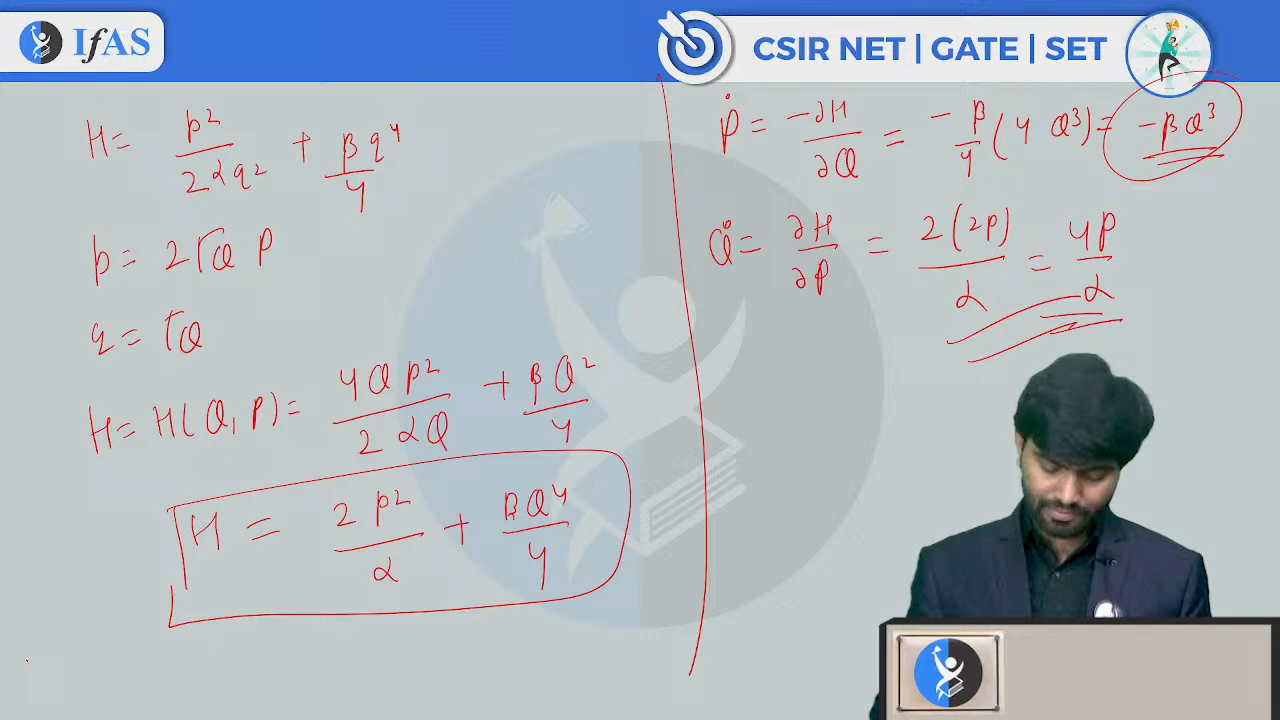 IfAS
CSIR NET | GATE | SET
H = p²/2αq² + βq⁴/4
p = 2√Q P
q = √Q
H = H(Q, P) = 4QP²/2αQ + βQ²/4
H = 2P²/α + βQ⁴/4
Ṗ = -∂H/∂Q = -β/4 (4Q³) = -βQ³
Q̇ = ∂H/∂P = 2(2P)/α = 4P/α